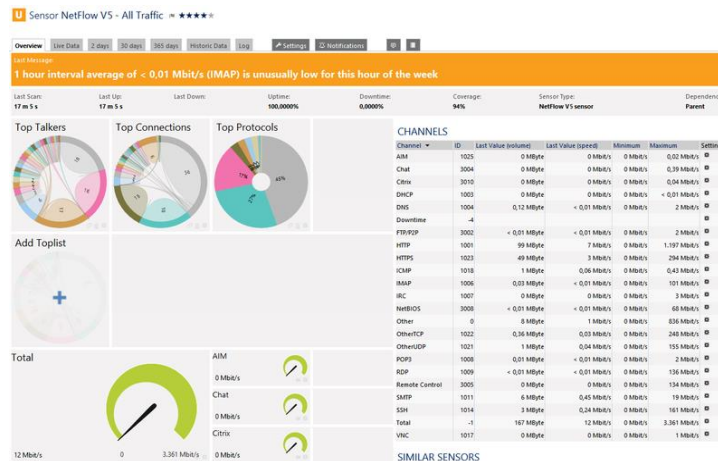 U Sensor NetFlow V5 - All Traffic
Overview Live Data 2 days 30 days 365 days Historic Data Log Settings Notifications
Last Message:
1 hour interval average of < 0,01 Mbit/s (IMAP) is unusually low for this hour of the week
Last Scan: Last Up: Last Down: Uptime: Downtime: Coverage: Sensor Type: Dependenc
17 m 5 s 17 m 5 s 100,0000% 0,0000% 94% NetFlow V5 sensor Parent
Top Talkers Top Connections Top Protocols
Add Toplist
Total
12 Mbit/s 0 3.361 Mbit/s
AIM
0 Mbit/s
Chat
0 Mbit/s
Citrix
0 Mbit/s
CHANNELS
Channel ID Last Value (volume) Last Value (speed) Minimum Maximum Settin
AIM 1025 0 MByte 0 Mbit/s 0 Mbit/s 0,02 Mbit/s
Chat 3004 0 MByte 0 Mbit/s 0 Mbit/s 0,39 Mbit/s
Citrix 3010 0 MByte 0 Mbit/s 0 Mbit/s 0,04 Mbit/s
DHCP 1003 0 MByte 0 Mbit/s 0 Mbit/s < 0,01 Mbit/s
DNS 1004 0,12 MByte < 0,01 Mbit/s 0 Mbit/s 2 Mbit/s
Downtime -4
FTP/P2P 3002 < 0,01 MByte < 0,01 Mbit/s 0 Mbit/s 2 Mbit/s
HTTP 1001 99 MByte 7 Mbit/s 0 Mbit/s 1.197 Mbit/s
HTTPS 1023 49 MByte 3 Mbit/s 0 Mbit/s 294 Mbit/s
ICMP 1018 1 MByte 0,06 Mbit/s 0 Mbit/s 0,43 Mbit/s
IMAP 1006 0,03 MByte < 0,01 Mbit/s 0 Mbit/s 101 Mbit/s
IRC 1007 0 MByte 0 Mbit/s 0 Mbit/s 3 Mbit/s
NetBIOS 3008 < 0,01 MByte < 0,01 Mbit/s 0 Mbit/s 68 Mbit/s
Other 0 8 MByte 1 Mbit/s 0 Mbit/s 836 Mbit/s
OtherTCP 1022 0,36 MByte 0,03 Mbit/s 0 Mbit/s 248 Mbit/s
OtherUDP 1021 1 MByte 0,04 Mbit/s 0 Mbit/s 155 Mbit/s
POP3 1008 0,01 MByte < 0,01 Mbit/s 0 Mbit/s 2 Mbit/s
RDP 1009 < 0,01 MByte < 0,01 Mbit/s 0 Mbit/s 136 Mbit/s
Remote Control 3005 0 MByte 0 Mbit/s 0 Mbit/s 134 Mbit/s
SMTP 1011 6 MByte 0,45 Mbit/s 0 Mbit/s 19 Mbit/s
SSH 1014 3 MByte 0,24 Mbit/s 0 Mbit/s 161 Mbit/s
Total -1 167 MByte 12 Mbit/s 0 Mbit/s 3.361 Mbit/s
VNC 1017 0 MByte 0 Mbit/s 0 Mbit/s 1 Mbit/s
SIMILAR SENSORS